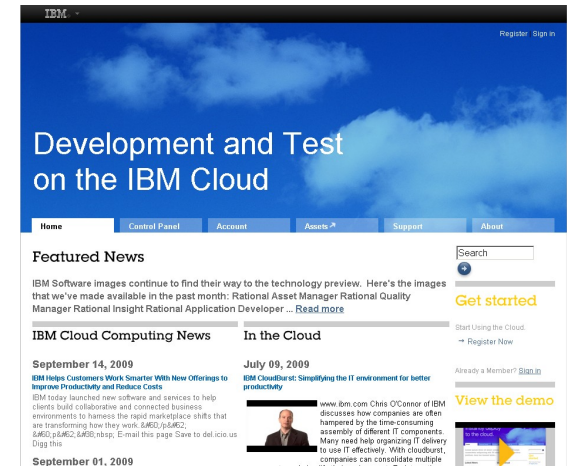 IBM
Register Sign in
Development and Test
on the IBM Cloud
Home Control Panel Account Assets Support About
Featured News
IBM Software images continue to find their way to the technology preview. Here's the images
that we've made available in the past month: Rational Asset Manager Rational Quality
Manager Rational Insight Rational Application Developer ... Read more
Search
Get started
Start Using the Cloud.
→ Register Now
Already a Member? Sign in
View the demo
IBM Cloud Computing News
September 14, 2009
IBM Helps Customers Work Smarter With New Offerings to
Improve Productivity and Reduce Costs
IBM today launched new software and services to help
clients build collaborative and connected business
environments to harness the rapid marketplace shifts that
are transforming how they work.&#60;/p&#62;
&#60;p&#62;&#38;nbsp; E-mail this page Save to del.icio.us
Digg this
September 01, 2009
In the Cloud
July 09, 2009
IBM CloudBurst: Simplifying the IT environment for better
productivity
www.ibm.com Chris O'Connor of IBM
discusses how companies are often
hampered by the time-consuming
assembly of different IT components.
Many need help organizing IT delivery
to use IT effectively. With cloudburst,
companies can consolidate multiple